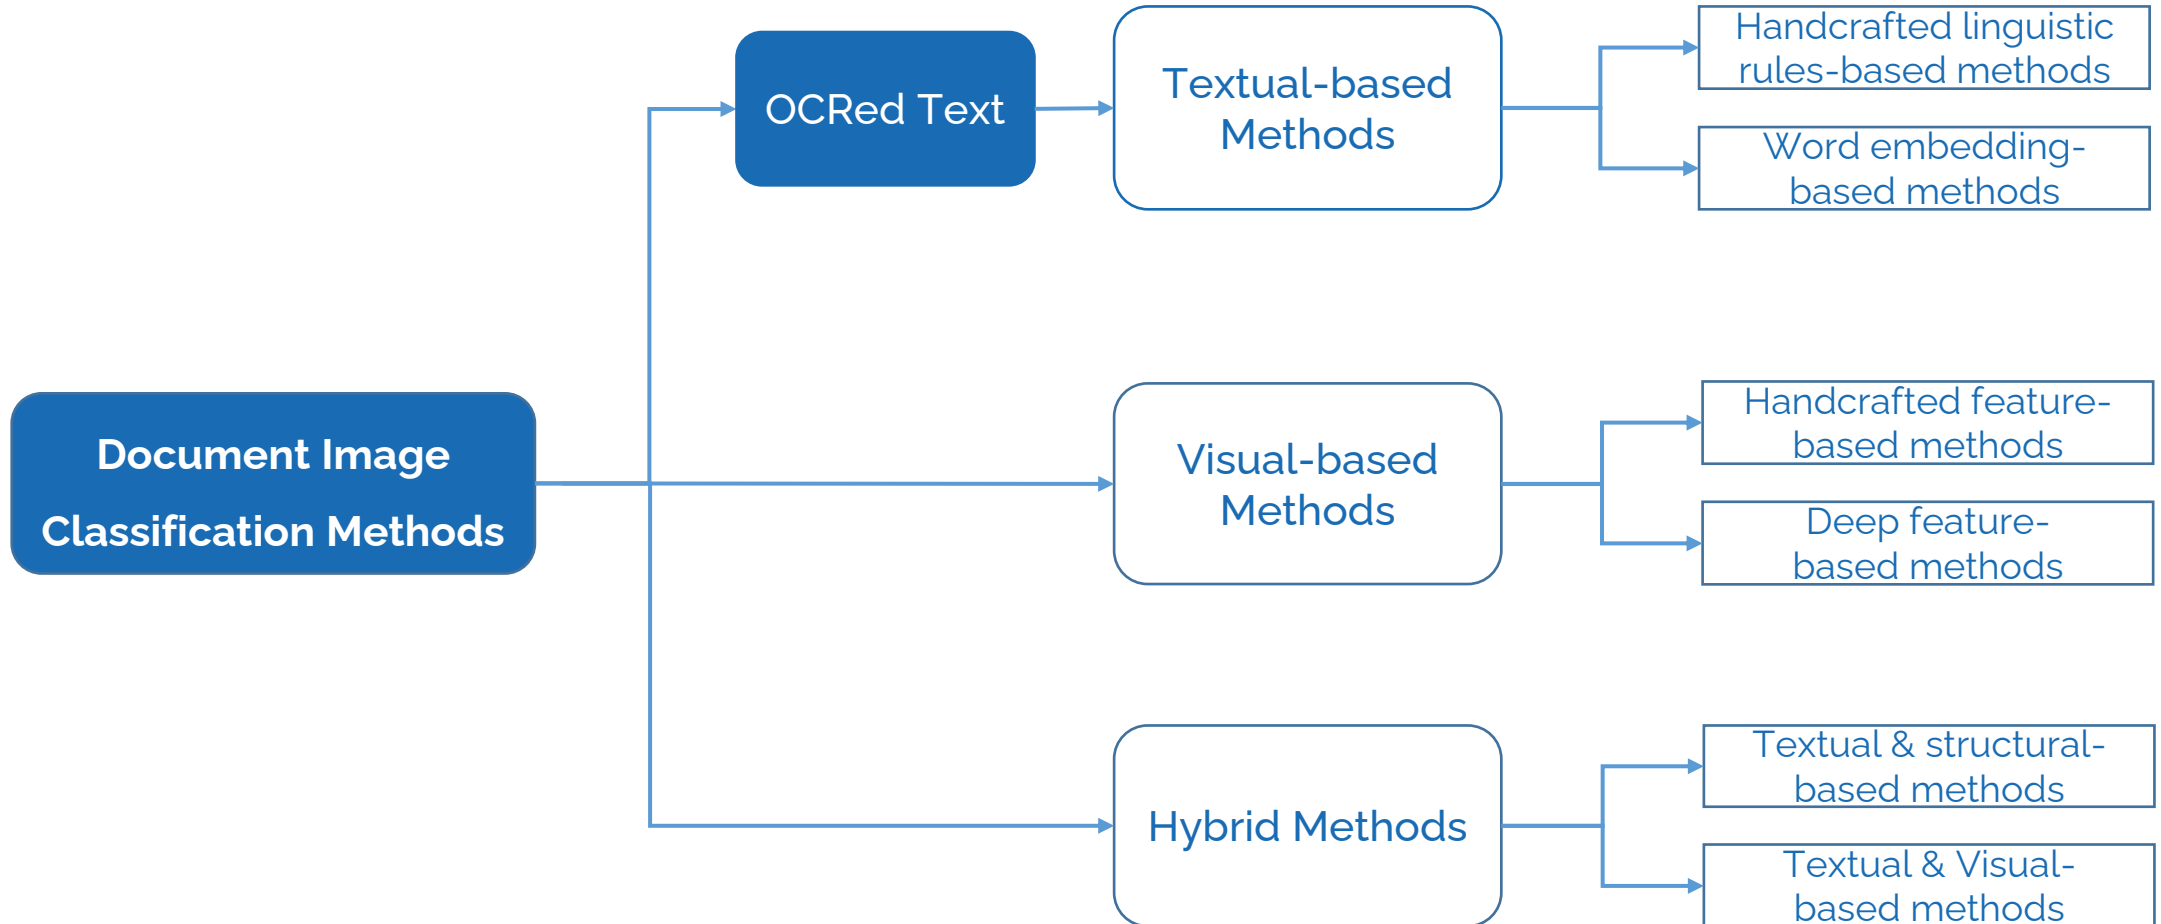 Handcrafted linguistic
rules-based methods
OCRed Text
Textual-based
Methods
Word embedding-
based methods
Document Image
Classification Methods
Visual-based
Methods
Handcrafted feature-
based methods
Deep feature-
based methods
Hybrid Methods
Textual & structural-
based methods
Textual & Visual-
based methods